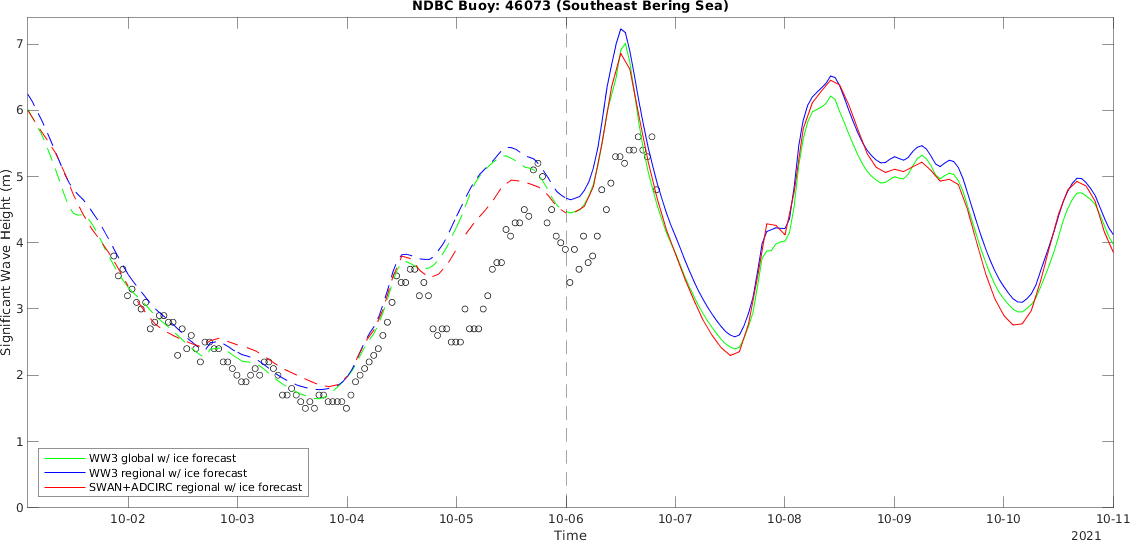 NDBC Buoy: 46073 (Southeast Bering Sea)
Significant Wave Height (m)
7
6
5
4
3
2
1
0
WW3 global w/ ice forecast
WW3 regional w/ ice forecast
SWAN+ADCIRC regional w/ ice forecast
10-02 10-03 10-04 10-05 10-06 10-07 10-08 10-09 10-10 10-11
Time
2021